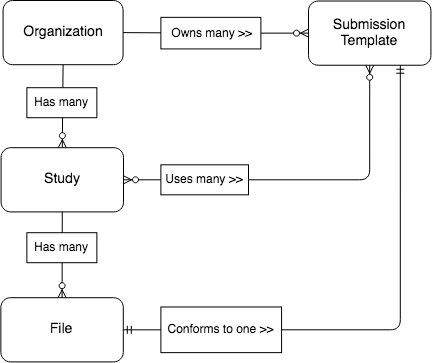 Organization
Owns many >>
Submission
Template
Has many
Study
Uses many >>
Has many
File
Conforms to one >>